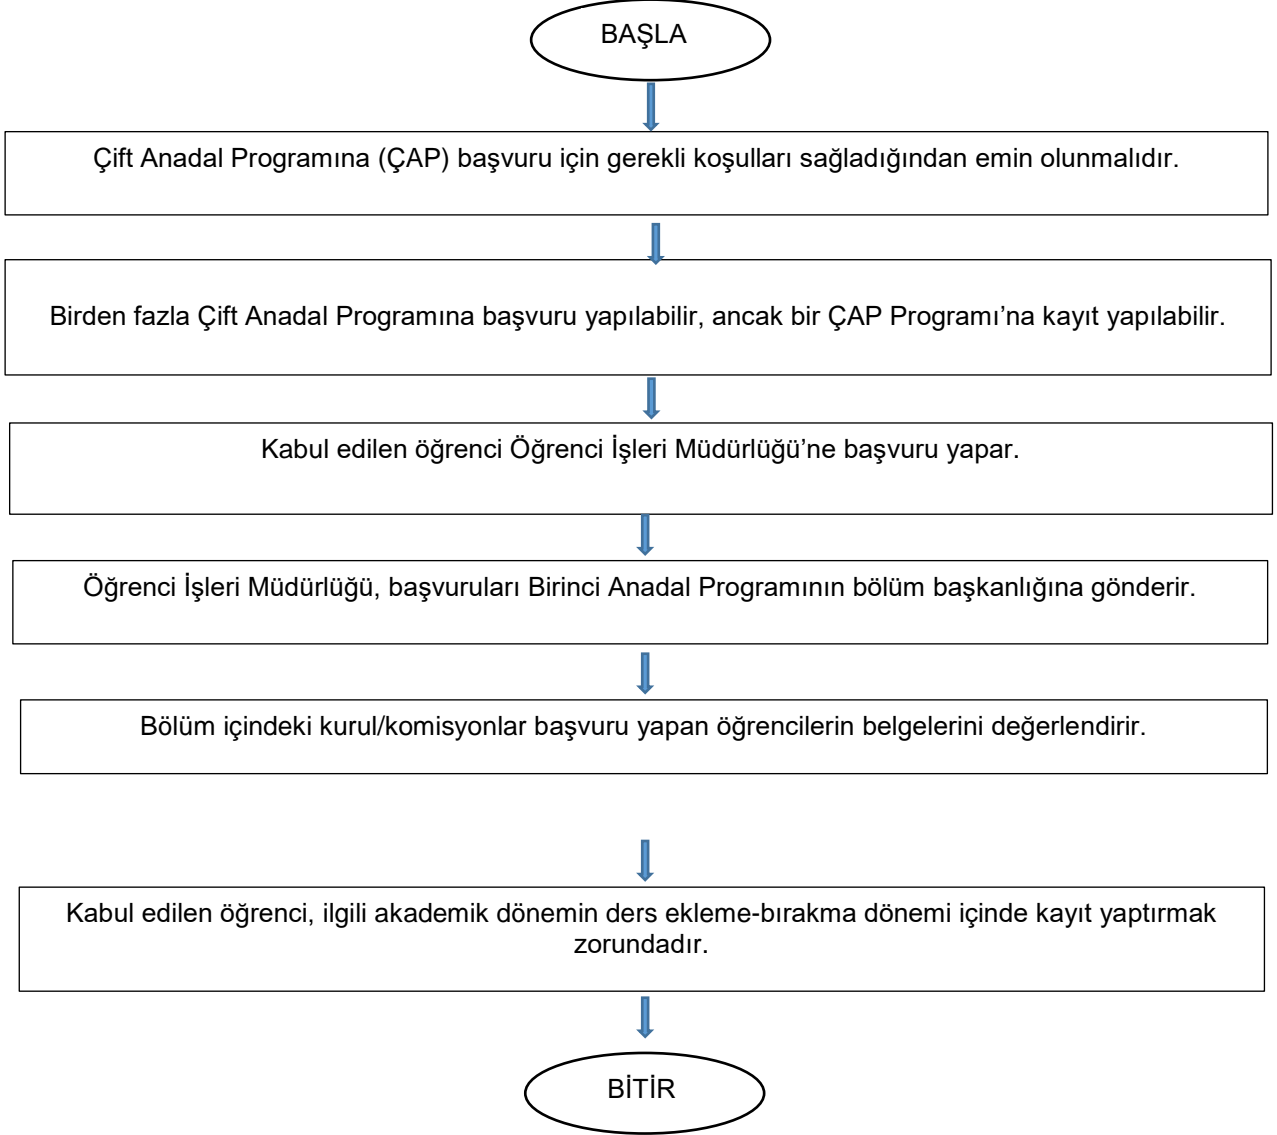 BAŞLA
Çift Anadal Programına (ÇAP) başvuru için gerekli koşulları sağladığından emin olunmalıdır.
Birden fazla Çift Anadal Programına başvuru yapılabilir, ancak bir ÇAP Programı’na kayıt yapılabilir.
Kabul edilen öğrenci Öğrenci İşleri Müdürlüğü’ne başvuru yapar.
Öğrenci İşleri Müdürlüğü, başvuruları Birinci Anadal Programının bölüm başkanlığına gönderir.
Bölüm içindeki kurul/komisyonlar başvuru yapan öğrencilerin belgelerini değerlendirir.
Kabul edilen öğrenci, ilgili akademik dönemin ders ekleme-bırakma dönemi içinde kayıt yaptırmak
zorundadır.
BİTİR